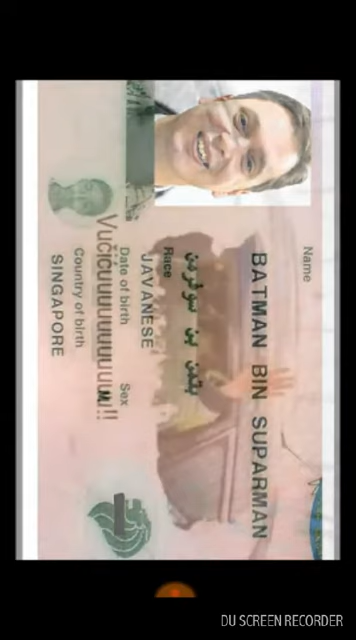 Name
BATMAN BIN SUPARMAN
بتمن بن سوڤرمن
Race
JAVANESE
Date of birth Sex
Vučićuuuuuuuuu!!
M
Country of birth
SINGAPORE
DU SCREEN RECORDER